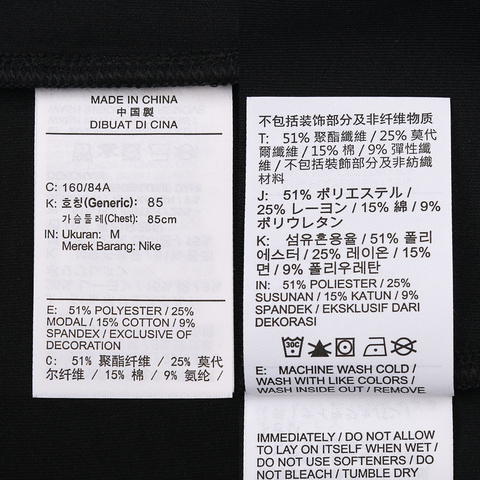 MADE IN CHINA
中国製
DIBUAT DI CINA
C: 160/84A
K: 호칭(Generic): 85
가슴둘레(Chest): 85cm
IN: Ukuran: M
Merek Barang: Nike
E: 51% POLYESTER / 25%
MODAL / 15% COTTON / 9%
SPANDEX / EXCLUSIVE OF
DECORATION
C: 51% 聚酯纤维 / 25% 莫代
尔纤维 / 15% 棉 / 9% 氨纶 /
不包括装饰部分及非纤维物质
T: 51% 聚酯纖維 / 25% 莫代
爾纖維 / 15% 棉 / 9% 彈性纖
維 / 不包括裝飾部分及非紡織
材料
J: 51% ポリエステル /
25% レーヨン / 15% 綿 / 9%
ポリウレタン
K: 섬유혼용율 / 51% 폴리
에스터 / 25% 레이온 / 15%
면 / 9% 폴리우레탄
IN: 51% POLIESTER / 25%
SUSUNAN / 15% KATUN / 9%
SPANDEK / EKSKLUSIF DARI
DEKORASI
30C
E: MACHINE WASH COLD /
WASH WITH LIKE COLORS /
WASH INSIDE OUT / REMOVE
IMMEDIATELY / DO NOT ALLOW
TO LAY ON ITSELF WHEN WET /
DO NOT USE SOFTENERS / DO
NOT BLEACH / TUMBLE DRY